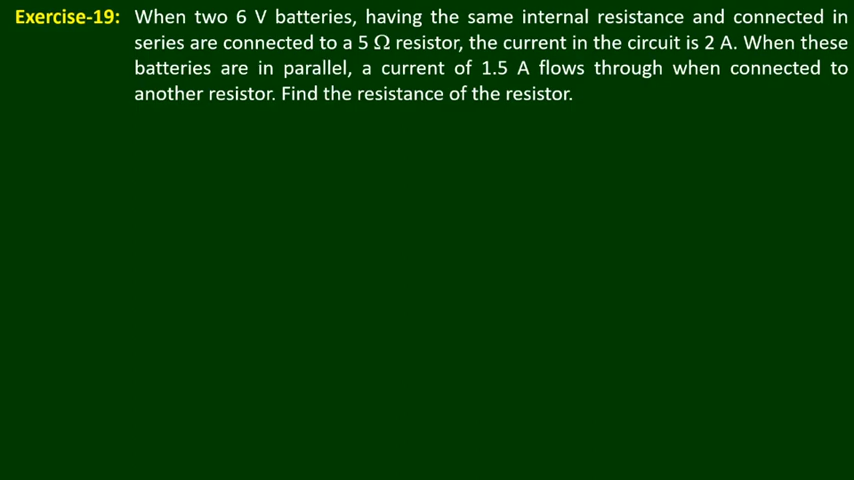 Exercise-19: When two 6 V batteries, having the same internal resistance and connected in
series are connected to a 5 Ω resistor, the current in the circuit is 2 A. When these
batteries are in parallel, a current of 1.5 A flows through when connected to
another resistor. Find the resistance of the resistor.